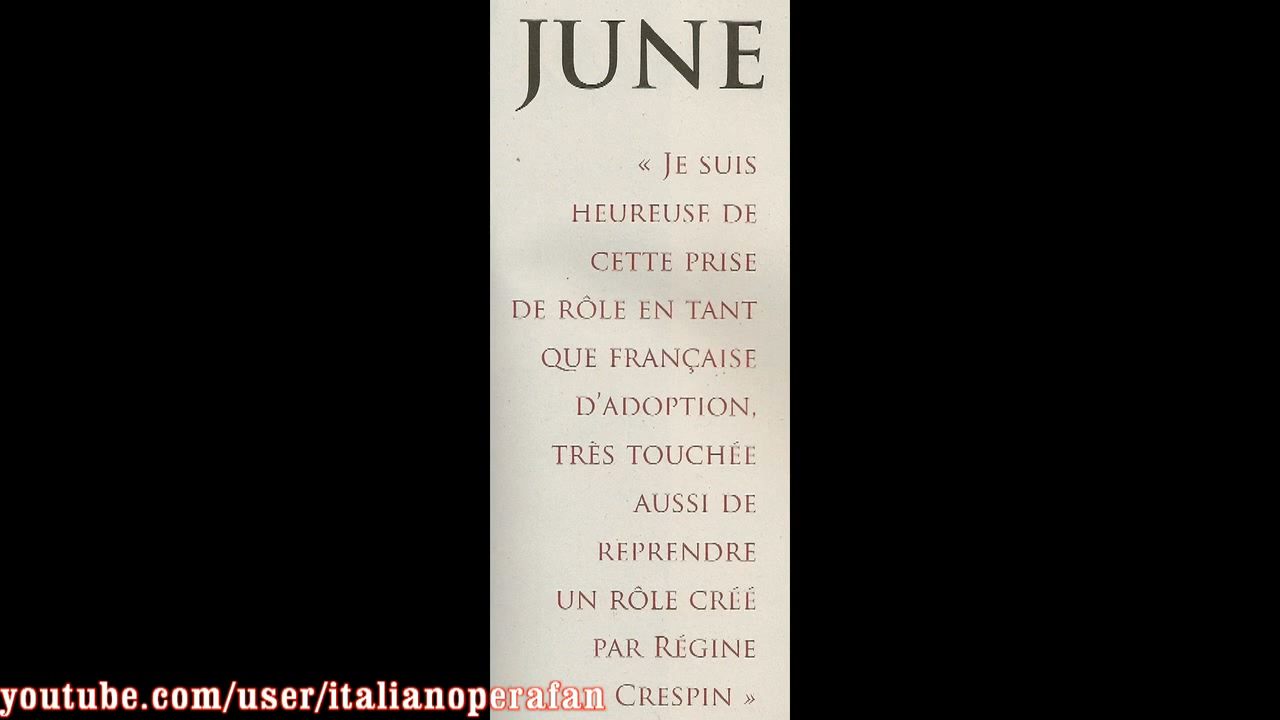 JUNE
« Je suis
heureuse de
cette prise
de rôle en tant
que française
d'adoption,
très touchée
aussi de
reprendre
un rôle créé
par Régine
Crespin »
youtube.com/user/italianoperafan